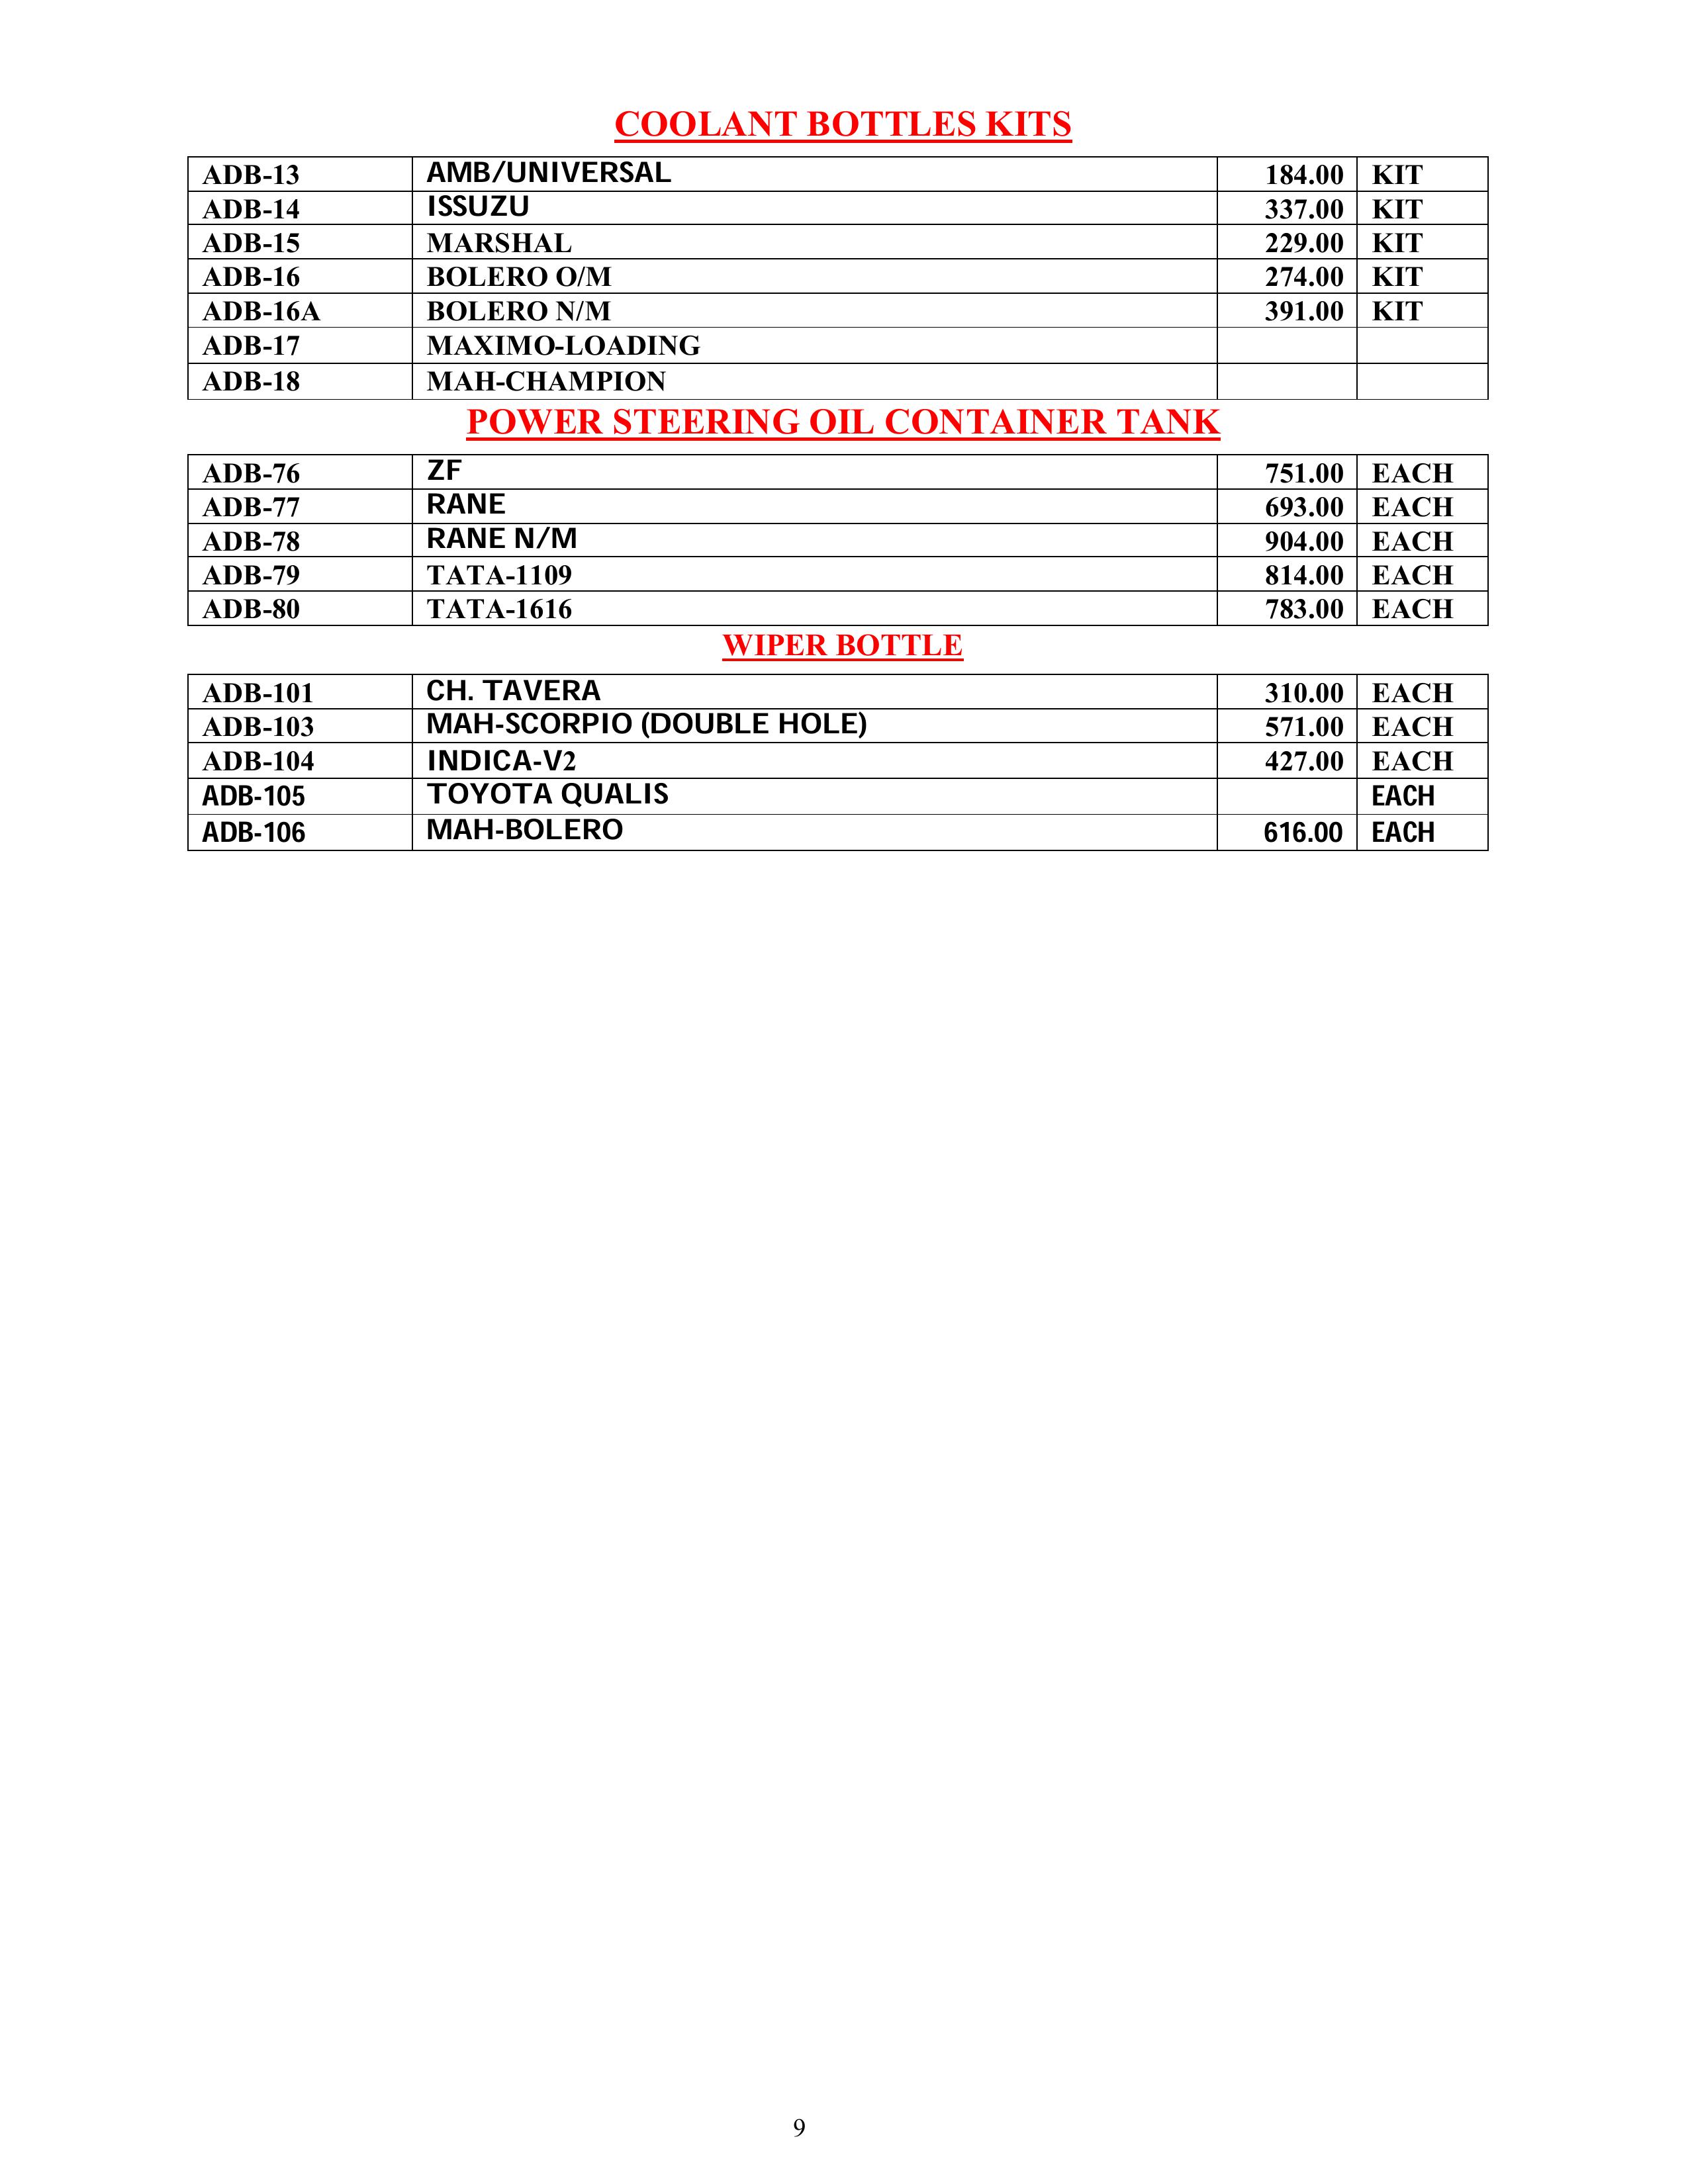 COOLANT BOTTLES KITS
ADB-13 AMB/UNIVERSAL 184.00 KIT
ADB-14 ISSUZU 337.00 KIT
ADB-15 MARSHAL 229.00 KIT
ADB-16 BOLERO O/M 274.00 KIT
ADB-16A BOLERO N/M 391.00 KIT
ADB-17 MAXIMO-LOADING
ADB-18 MAH-CHAMPION
POWER STEERING OIL CONTAINER TANK
ADB-76 ZF 751.00 EACH
ADB-77 RANE 693.00 EACH
ADB-78 RANE N/M 904.00 EACH
ADB-79 TATA-1109 814.00 EACH
ADB-80 TATA-1616 783.00 EACH
WIPER BOTTLE
ADB-101 CH. TAVERA 310.00 EACH
ADB-103 MAH-SCORPIO (DOUBLE HOLE) 571.00 EACH
ADB-104 INDICA-V2 427.00 EACH
ADB-105 TOYOTA QUALIS EACH
ADB-106 MAH-BOLERO 616.00 EACH
9